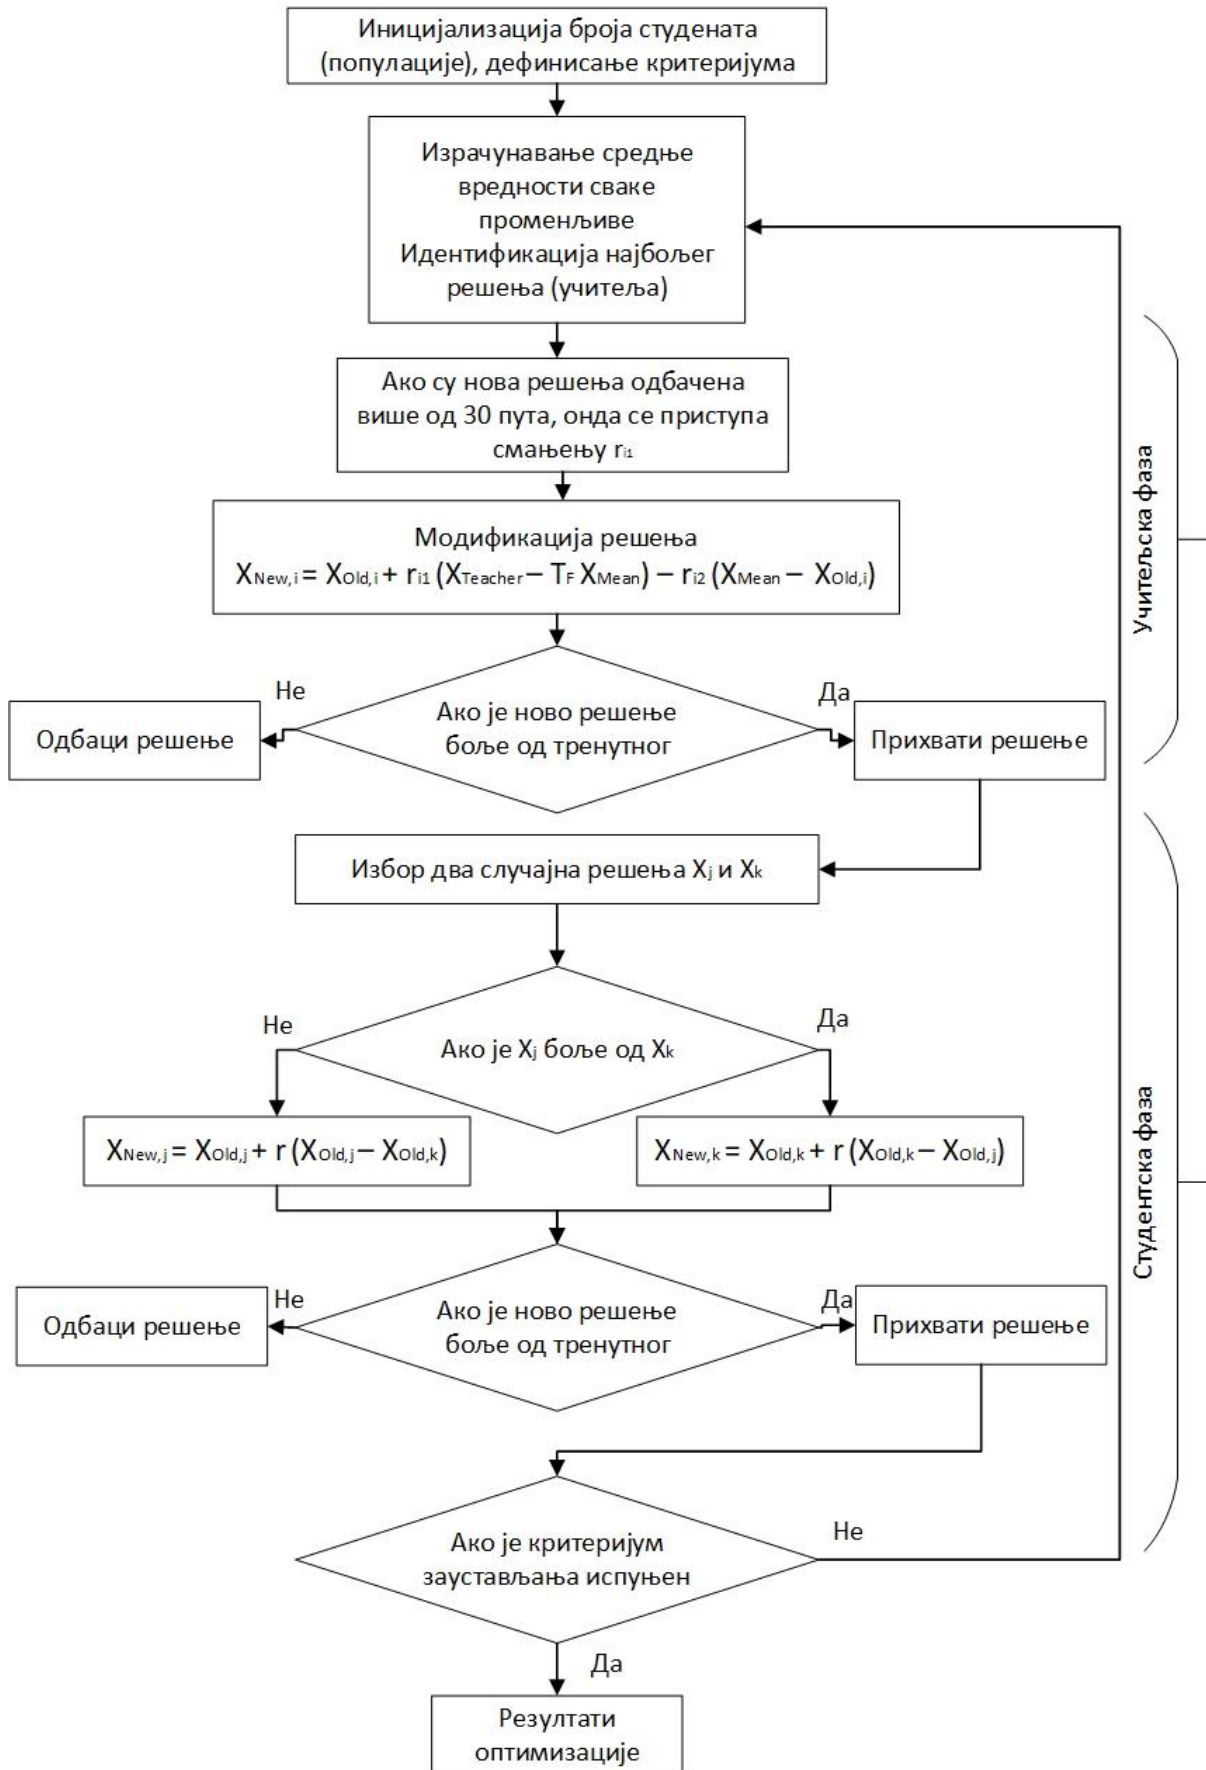 Иницијализација броја студената
(популације), дефинисање критеријума
Израчунавање средње
вредности сваке
променљиве
Идентификација најбољег
решења (учитеља)
Ако су нова решења одбачена
више од 30 пута, онда се приступа
смањењу ri1
Модификација решења
XNew,i = XOld,i + ri1 (XTeacher – TF XMean) – ri2 (XMean – XOld,i)
Учитељска фаза
Не
Да
Ако је ново решење
боље од тренутног
Одбаци решење
Прихвати решење
Избор два случајна решења Xj и Xk
Не
Да
Ако је Xj боље од Xk
XNew,j = XOld,j + r (XOld,j – XOld,k)
XNew,k = XOld,k + r (XOld,k – XOld,j)
Студентска фаза
Не
Да
Ако је ново решење
боље од тренутног
Одбаци решење
Прихвати решење
Ако је критеријум
заустављања испуњен
Не
Да
Резултати
оптимизације